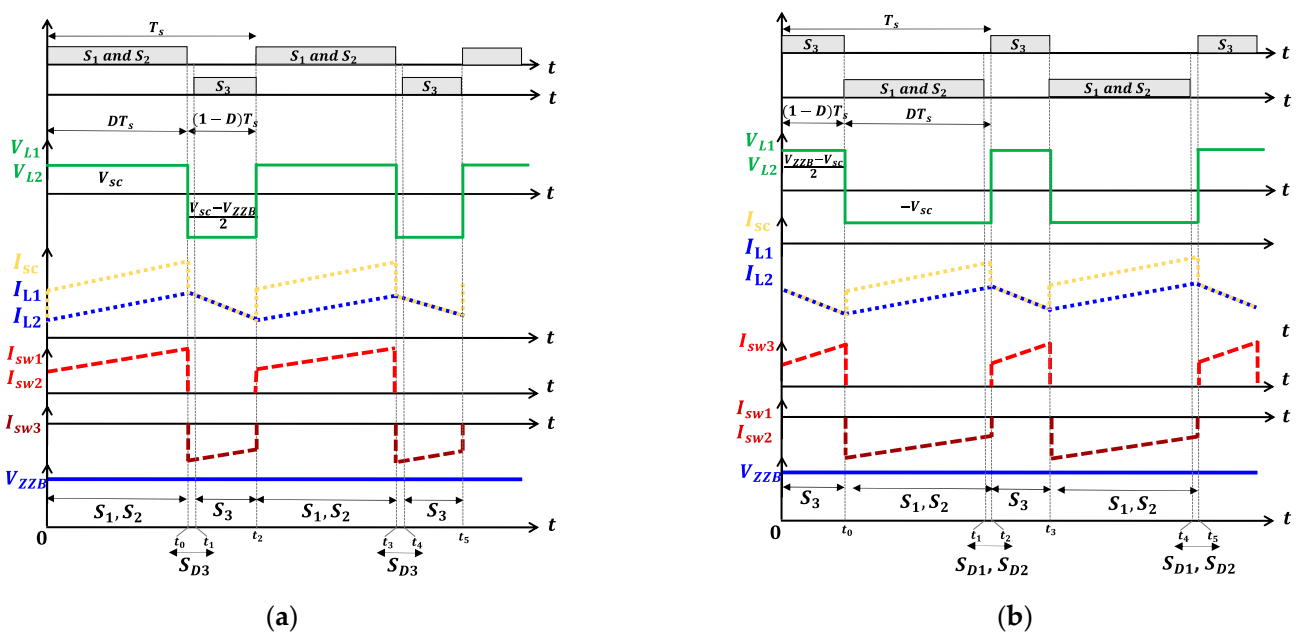 T_s
S_1 and S_2 S_1 and S_2 t
S_3 S_3 t
DT_s (1 − D)T_s
V_L1
V_L2
V_sc t
V_sc−V_ZZB
2
I_sc
I_L1
I_L2
t
I_sw1
I_sw2 t
I_sw3 t
V_ZZB
S_1, S_2 S_3 S_1, S_2 S_3
t
0 t_0 t_1 t_2 t_3 t_4 t_5
S_D3 S_D3
(a)
T_s
S_3 S_3 S_3 t
S_1 and S_2 S_1 and S_2 t
(1 − D)T_s DT_s
V_L1
V_L2 V_ZZB−V_sc
2
t
−V_sc
I_sc
I_L1
I_L2
t
I_sw3
t
I_sw1
I_sw2 t
V_ZZB
S_3 S_1, S_2 S_3 S_1, S_2
t
0 t_0 t_1 t_2 t_3 t_4 t_5
S_D1, S_D2 S_D1, S_D2
(b)